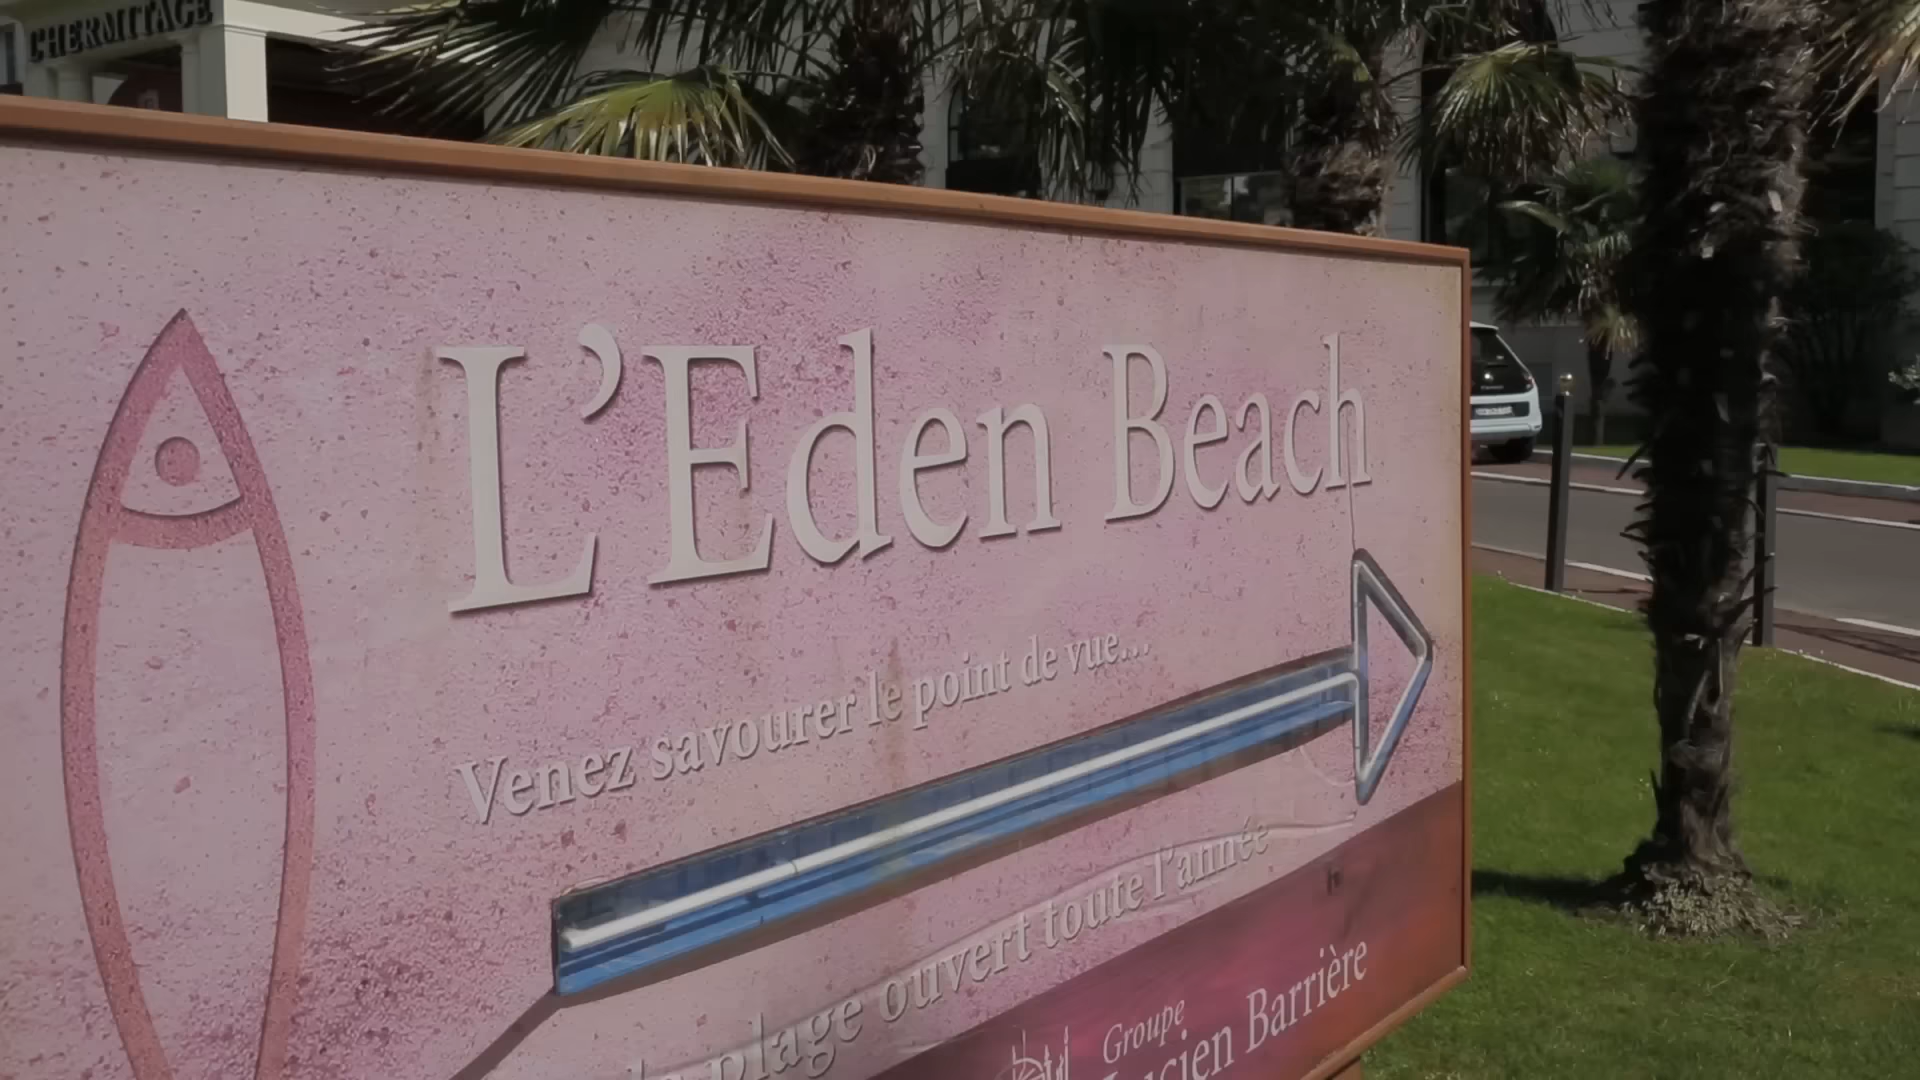 L'HERMITAGE
L'Eden Beach
Venez savourer le point de vue...
plage ouvert toute l'année
Groupe
Lucien Barrière